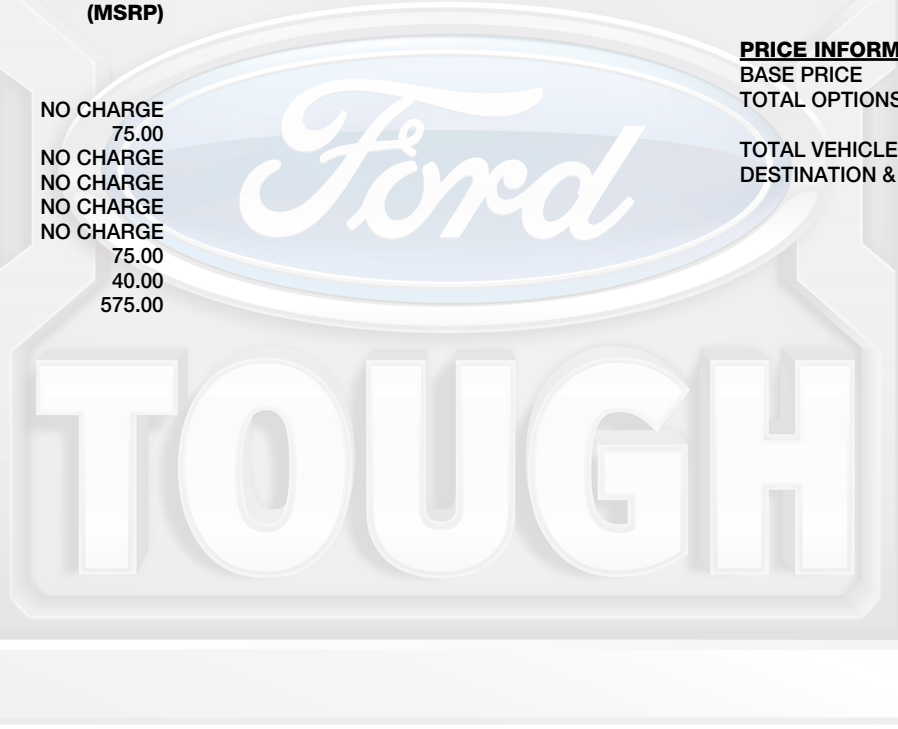 (MSRP)
NO CHARGE
75.00
NO CHARGE
NO CHARGE
NO CHARGE
NO CHARGE
75.00
40.00
575.00
PRICE INFORM
BASE PRICE
TOTAL OPTIONS
TOTAL VEHICLE
DESTINATION &
Ford
TOUGH